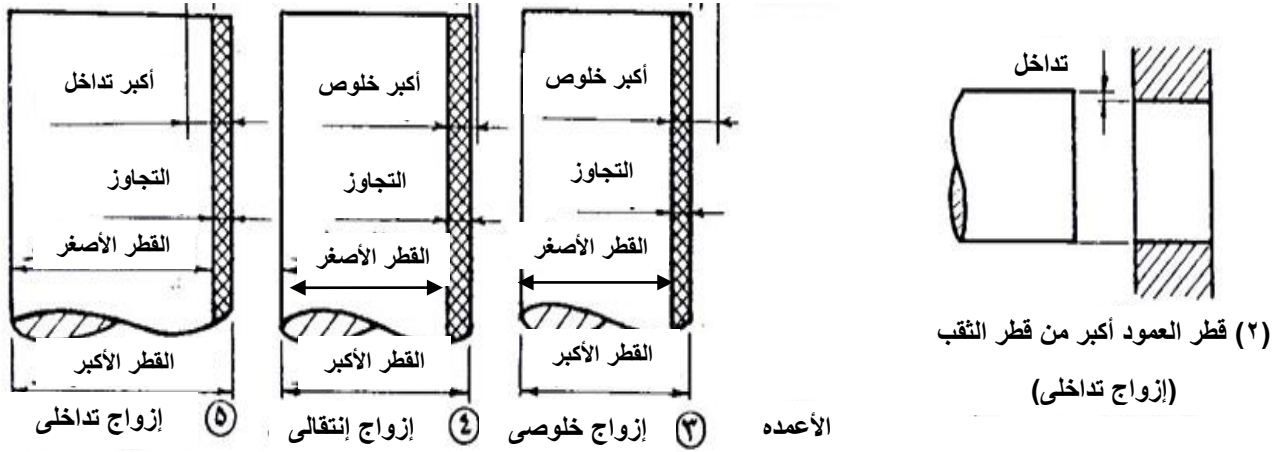 أكبر خلوص
التجاوز
القطر الأصغر
القطر الأكبر
٣ إزواج خلوصى
أكبر خلوص
التجاوز
القطر الأصغر
القطر الأكبر
٤ إزواج إنتقالى
أكبر تداخل
التجاوز
القطر الأصغر
القطر الأكبر
٥ إزواج تداخلى
الأعمده
تداخل
(٢) قطر العمود أكبر من قطر الثقب
(إزواج تداخلى)